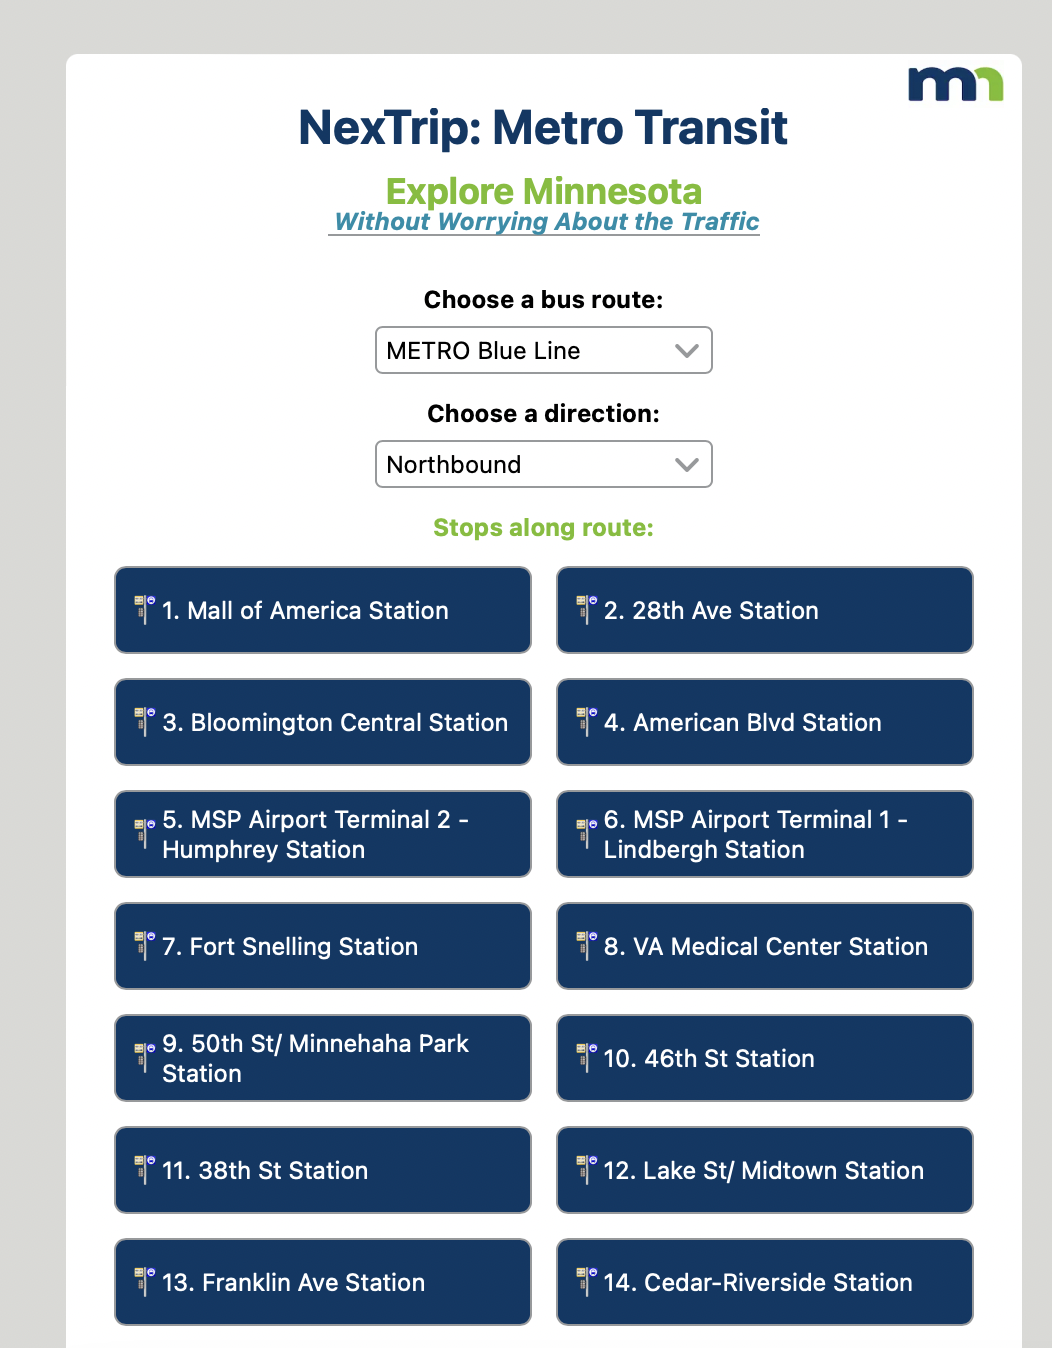 mn
NexTrip: Metro Transit
Explore Minnesota
Without Worrying About the Traffic
Choose a bus route:
METRO Blue Line
Choose a direction:
Northbound
Stops along route:
1. Mall of America Station
2. 28th Ave Station
3. Bloomington Central Station
4. American Blvd Station
5. MSP Airport Terminal 2 -
Humphrey Station
6. MSP Airport Terminal 1 -
Lindbergh Station
7. Fort Snelling Station
8. VA Medical Center Station
9. 50th St/ Minnehaha Park
Station
10. 46th St Station
11. 38th St Station
12. Lake St/ Midtown Station
13. Franklin Ave Station
14. Cedar-Riverside Station